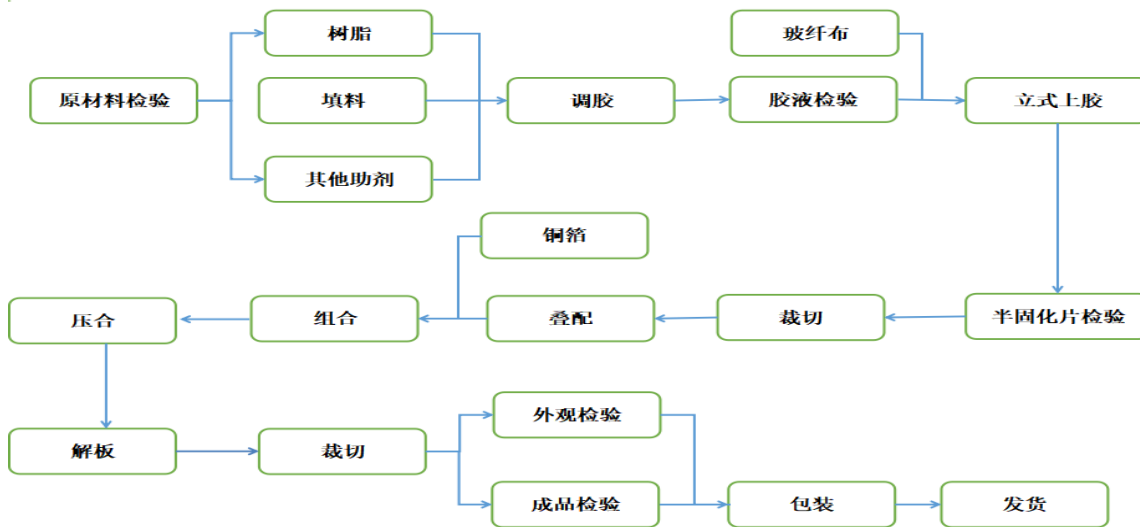 树脂
玻纤布
原材料检验
填料
调胶
胶液检验
立式上胶
其他助剂
铜箔
压合
组合
叠配
裁切
半固化片检验
外观检验
解板
裁切
成品检验
包装
发货